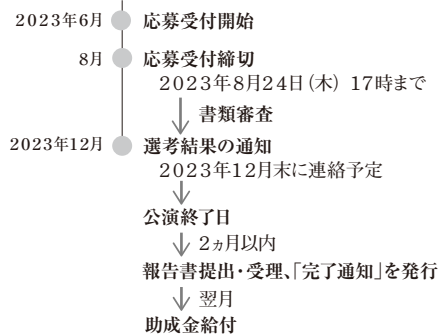 2023年6月 応募受付開始
8月 応募受付締切
2023年8月24日（木） 17時まで
書類審査
2023年12月 選考結果の通知
2023年12月末に連絡予定
公演終了日
2ヵ月以内
報告書提出・受理、「完了通知」を発行
翌月
助成金給付